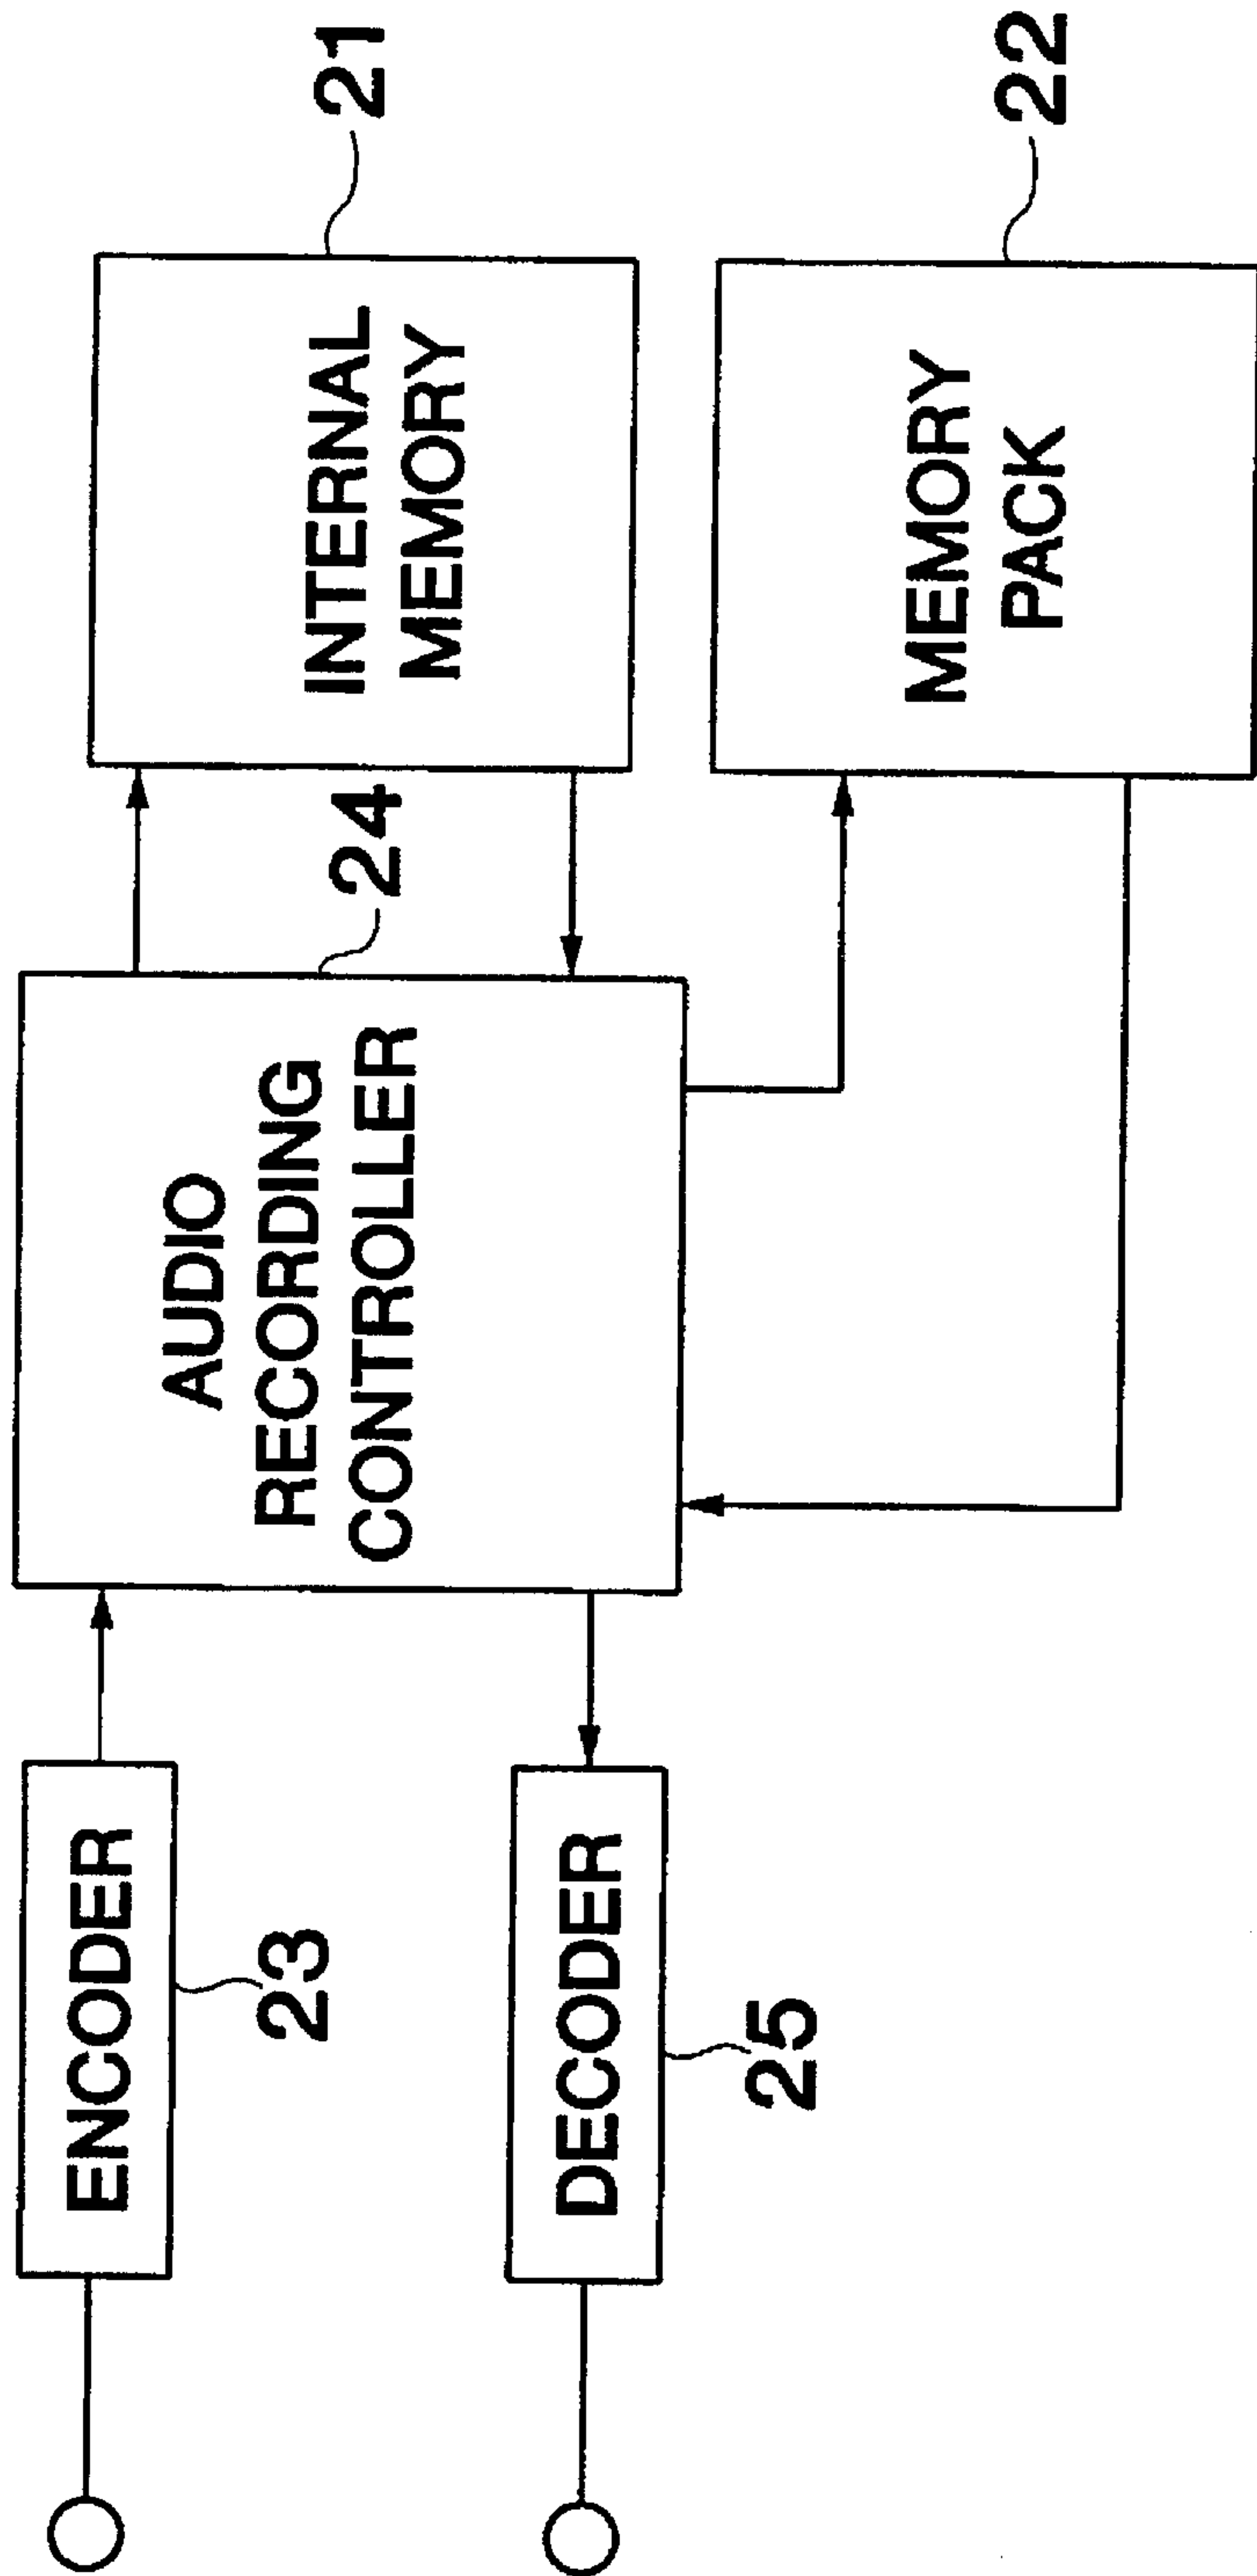 ENCODER
23
DECODER
25
AUDIO
RECORDING
CONTROLLER
24
INTERNAL
MEMORY
21
MEMORY
PACK
22